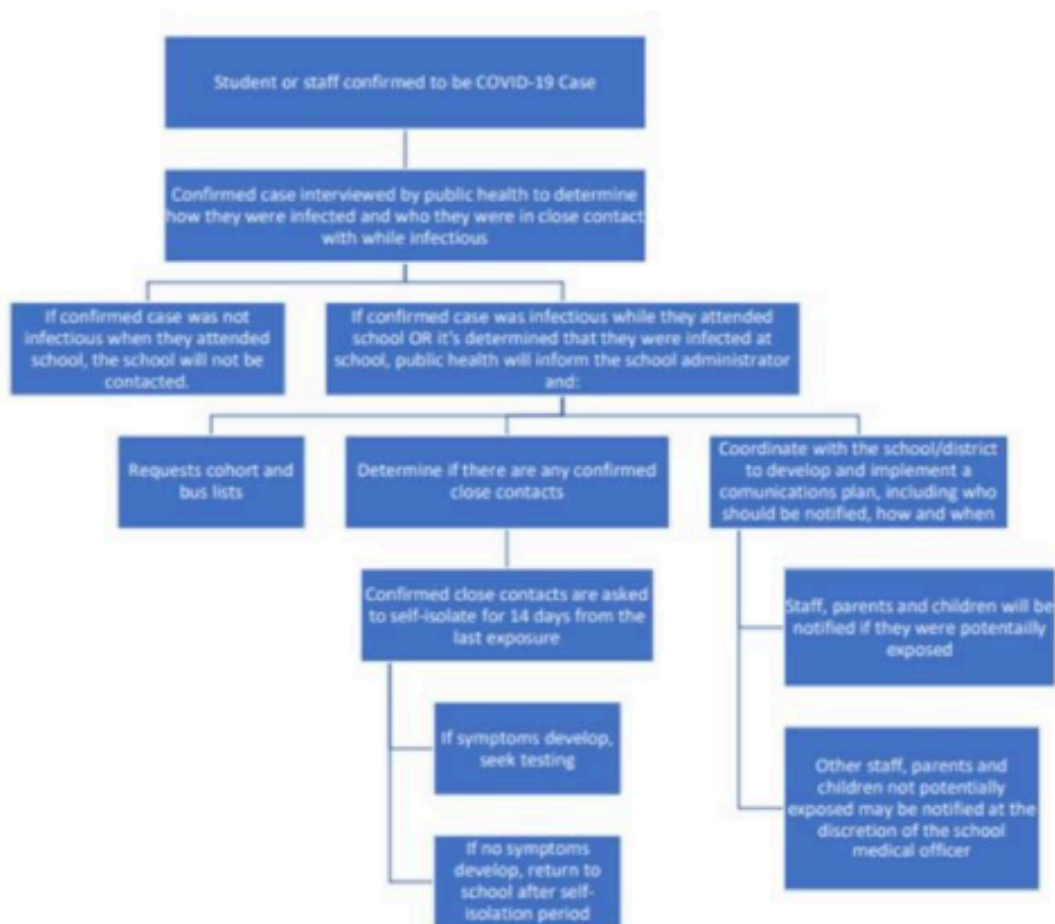 Student or staff confirmed to be COVID-19 Case
Confirmed case interviewed by public health to determine
how they were infected and who they were in close contact
with while infectious
If confirmed case was not
infectious when they attended
school, the school will not be
contacted.
If confirmed case was infectious while they attended
school OR it's determined that they were infected at
school, public health will inform the school administrator
and:
Requests cohort and
bus lists
Determine if there are any confirmed
close contacts
Coordinate with the school/district
to develop and implement a
comunications plan, including who
should be notified, how and when
Confirmed close contacts are asked
to self-isolate for 14 days from the
last exposure
Staff, parents and children will be
notified if they were potentailly
exposed
If symptoms develop,
seek testing
Other staff, parents and
children not potentially
exposed may be notified at the
discretion of the school
medical officer
If no symptoms
develop, return to
school after self-
isolation period